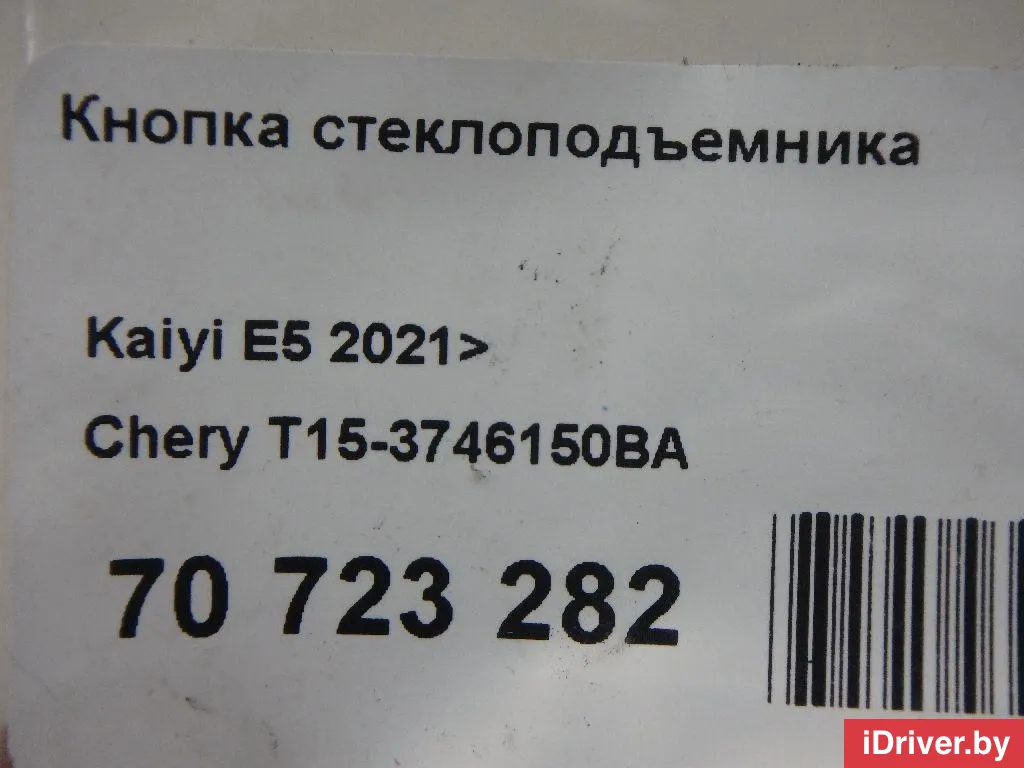 Кнопка стеклоподъемника
Kaiyi E5 2021>
Chery T15-3746150BA
70 723 282
iDriver.by